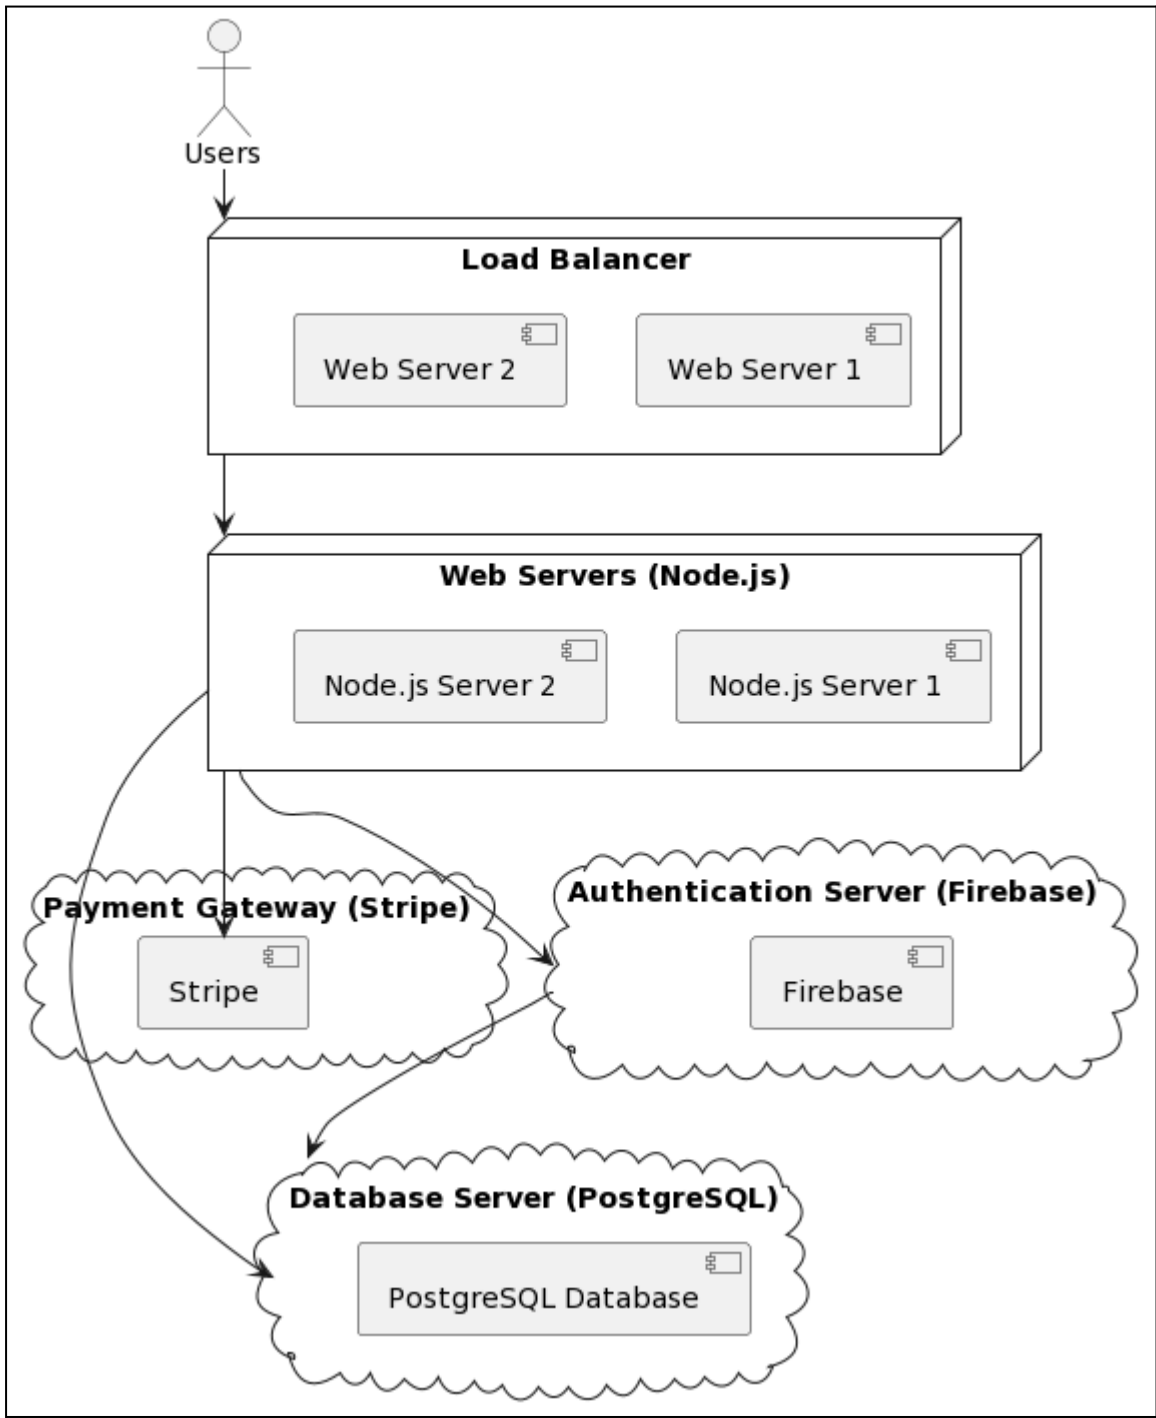 Users
Load Balancer
Web Server 2
Web Server 1
Web Servers (Node.js)
Node.js Server 2
Node.js Server 1
Payment Gateway (Stripe)
Authentication Server (Firebase)
Stripe
Firebase
Database Server (PostgreSQL)
PostgreSQL Database